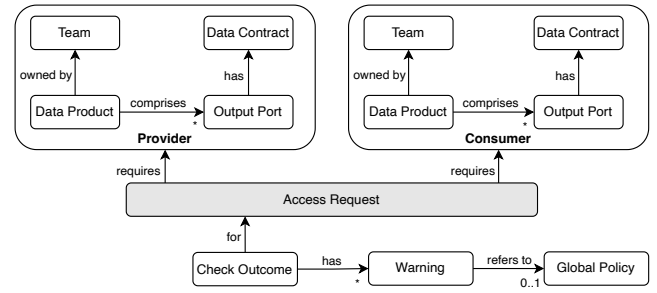 Team
Data Contract
Team
Data Contract
owned by
has
owned by
has
Data Product
comprises
*
Output Port
Data Product
comprises
*
Output Port
Provider
Consumer
requires
requires
Access Request
for
Check Outcome
has
*
Warning
refers to
0..1
Global Policy